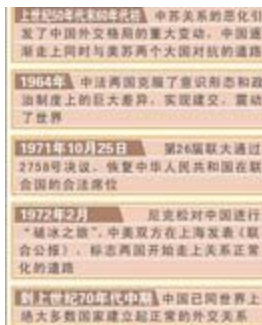 上世纪50年代末60年代初 中苏关系的恶化引
发了中国外交格局的重大变动，中国逐
渐走上同时与美苏两个大国对抗的道路
1964年 中法两国克服了意识形态和政
治制度上的巨大差异，实现建交，震动
了世界
1971年10月25日 第26届联大通过
2758号决议，恢复中华人民共和国在联
合国的合法席位
1972年2月 尼克松对中国进行
“破冰之旅”，中美双方在上海发表《联
合公报》，标志两国开始走上关系正常
化的道路
到上世纪70年代中期 中国已同世界上
绝大多数国家建立起正常的外交关系